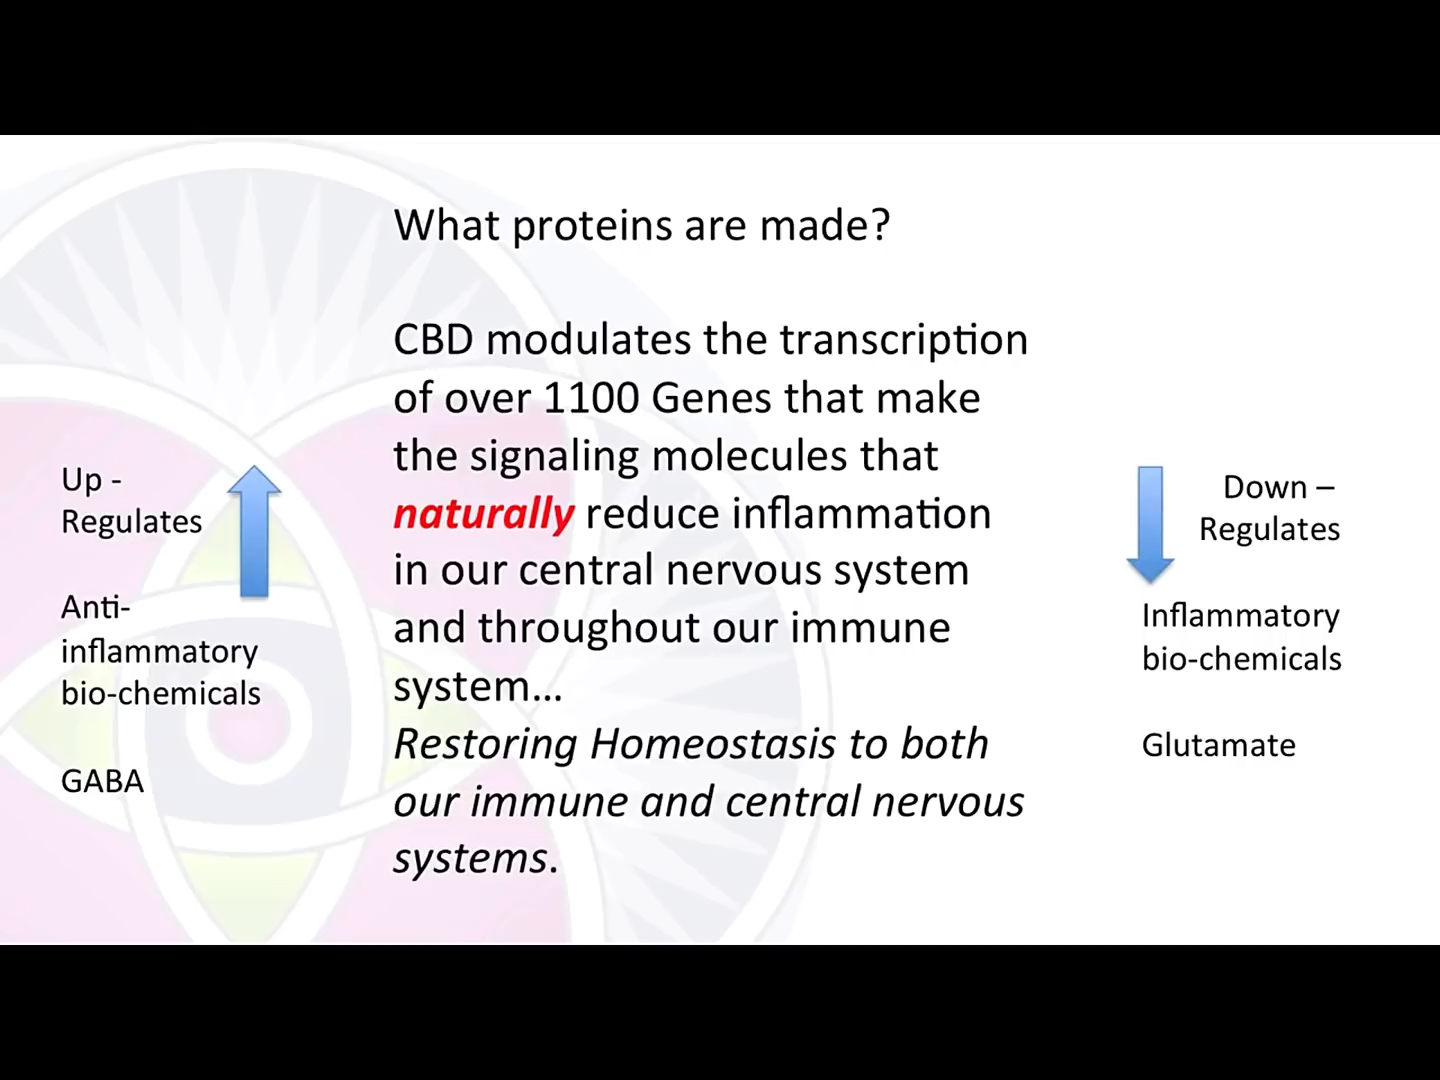 What proteins are made?
CBD modulates the transcription
of over 1100 Genes that make
the signaling molecules that
naturally reduce inflammation
in our central nervous system
and throughout our immune
system...
Restoring Homeostasis to both
our immune and central nervous
systems.
Up -
Regulates
Anti-
inflammatory
bio-chemicals
GABA
Down –
Regulates
Inflammatory
bio-chemicals
Glutamate